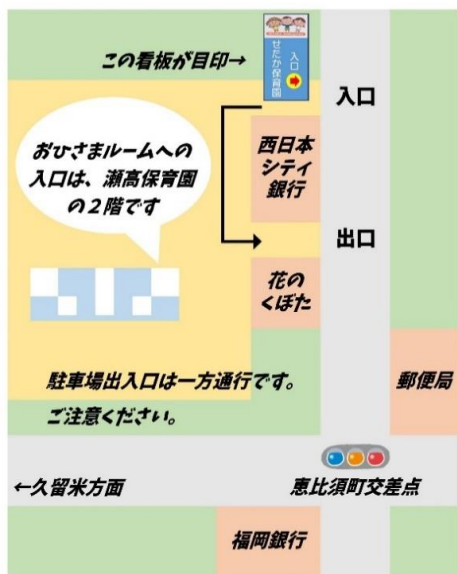 この看板が目印→
せたか保育園
入口
入口
おひさまルームへの
入口は、瀬高保育園
の2階です
西日本
シティ
銀行
出口
花の
くぼた
駐車場出入口は一方通行です。
ご注意ください。
郵便局
←久留米方面
恵比須町交差点
福岡銀行